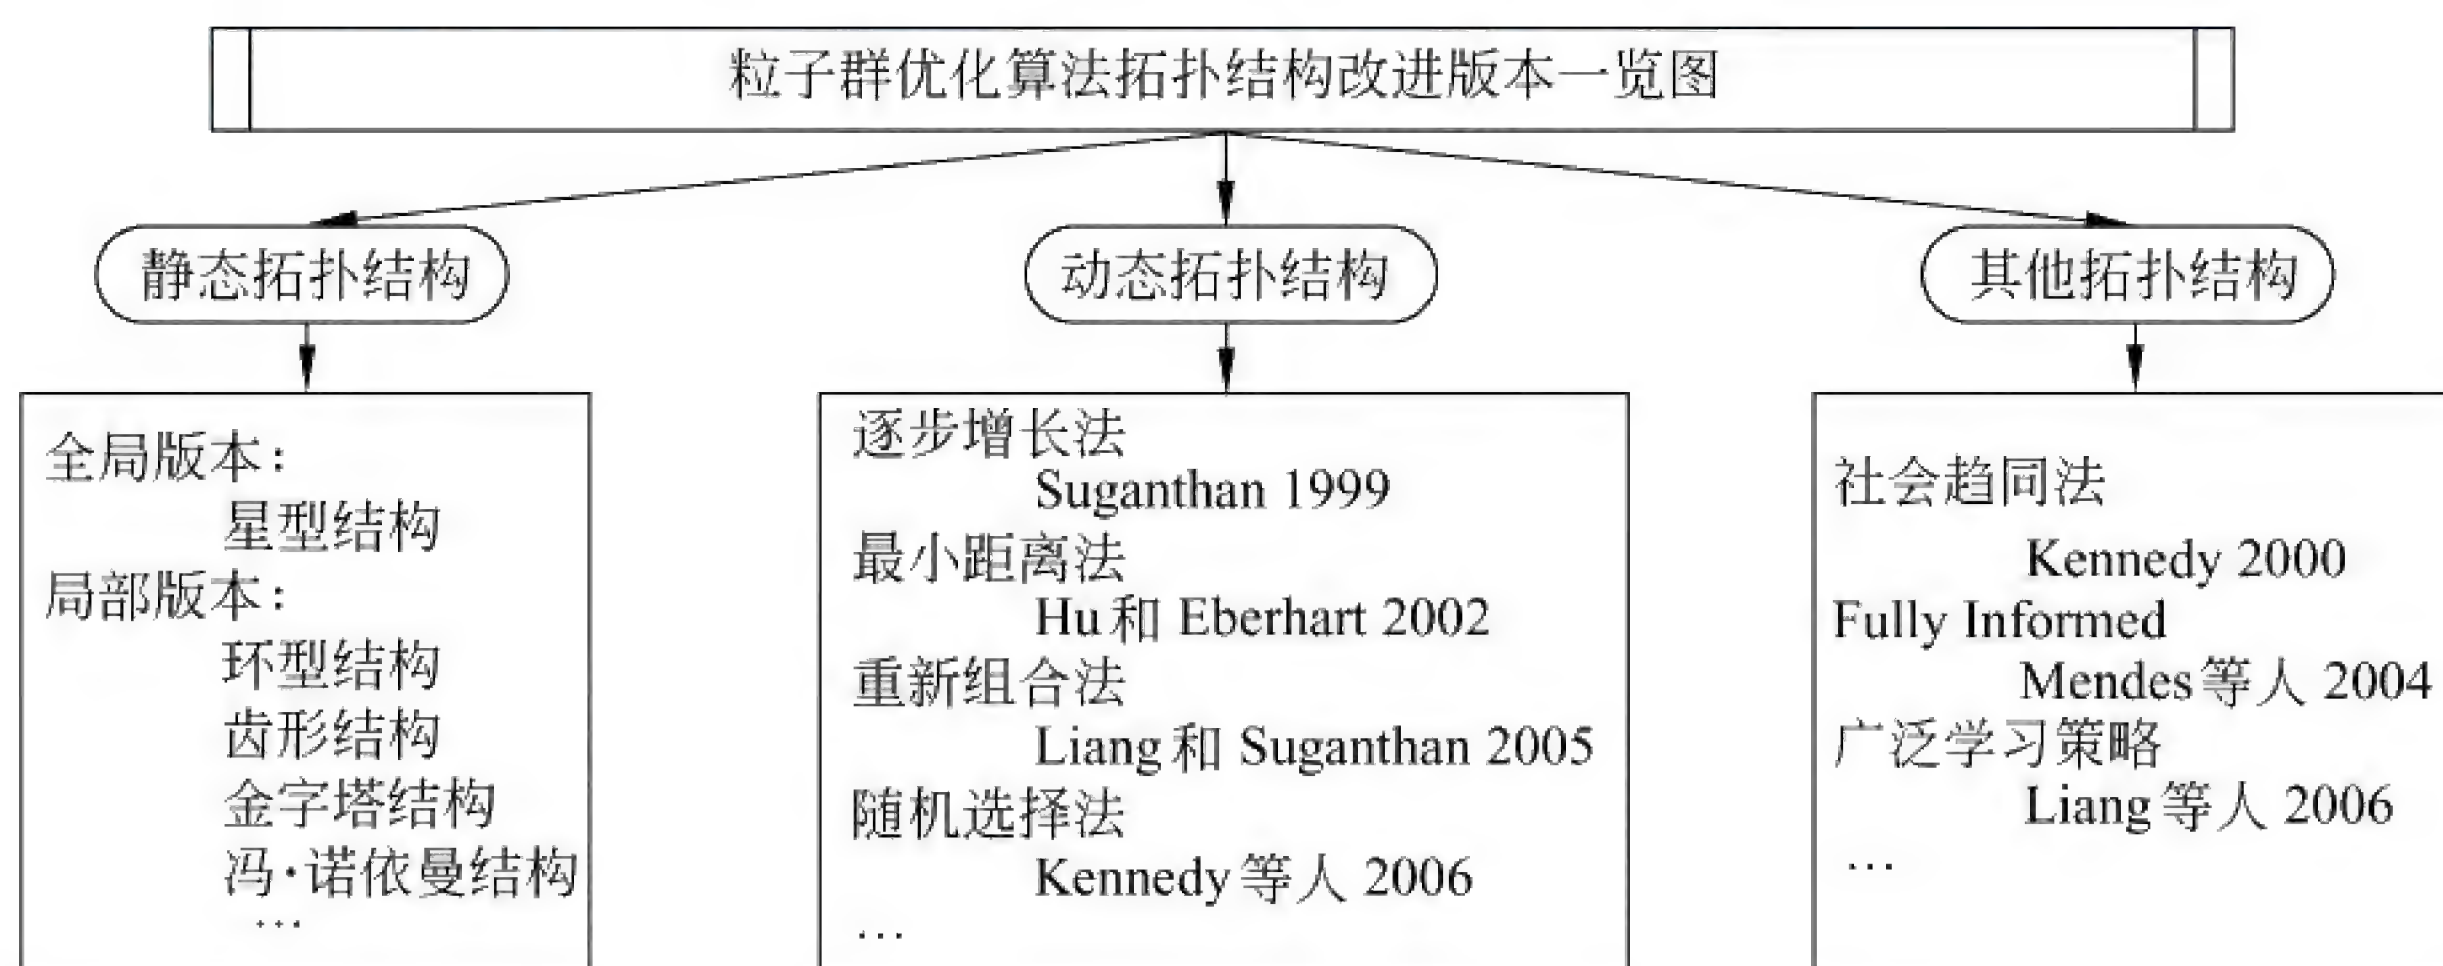 粒子群优化算法拓扑结构改进版本一览图
静态拓扑结构
动态拓扑结构
其他拓扑结构
全局版本：
星型结构
局部版本：
环型结构
齿形结构
金字塔结构
冯·诺依曼结构
…
逐步增长法
Suganthan 1999
最小距离法
Hu和 Eberhart 2002
重新组合法
Liang和 Suganthan 2005
随机选择法
Kennedy等人 2006
…
社会趋同法
Kennedy 2000
Fully Informed
Mendes等人 2004
广泛学习策略
Liang等人 2006
…